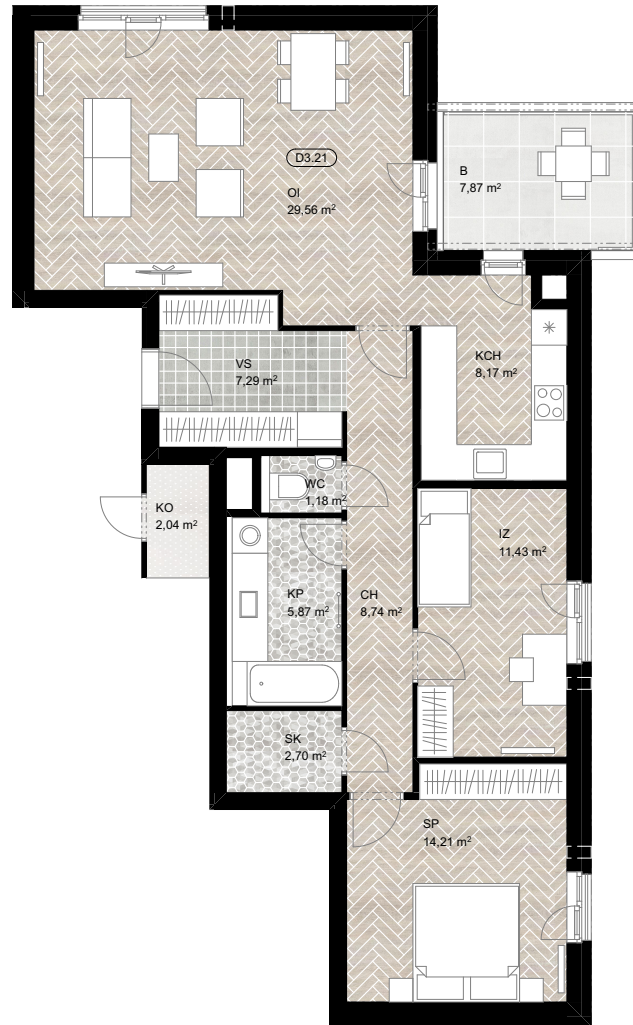 D3.21
OI
29,56 m²
B
7,87 m²
VS
7,29 m²
KCH
8,17 m²
WC
1,18 m²
KO
2,04 m²
IZ
11,43 m²
KP
5,87 m²
CH
8,74 m²
SK
2,70 m²
SP
14,21 m²